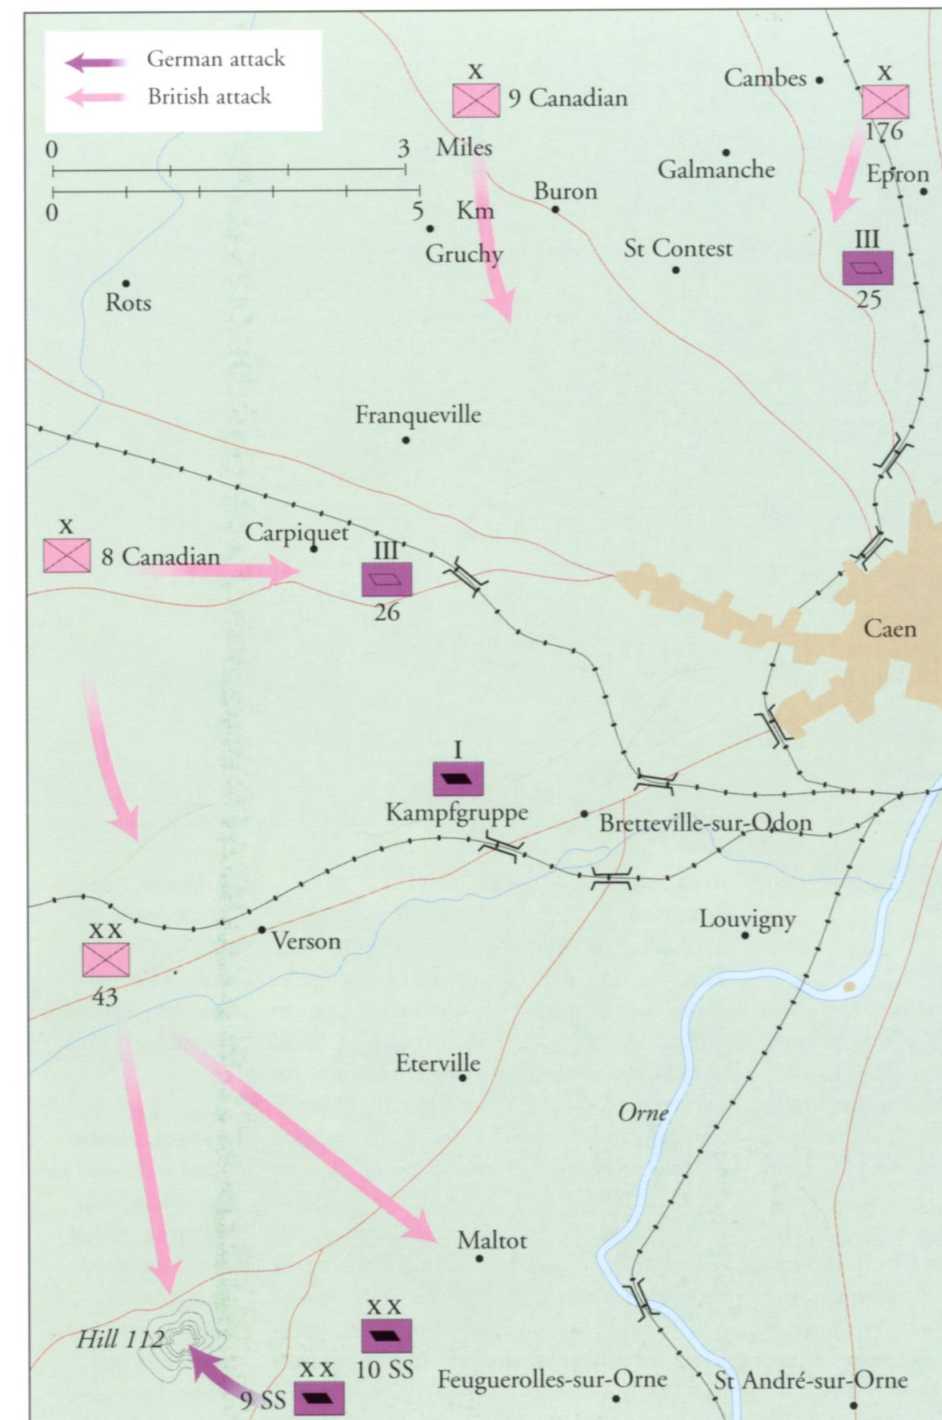 German attack
British attack
0 3 Miles
0 5 Km
X
9 Canadian
Cambes
X
176
Galmanche
Epron
Buron
Gruchy
St Contest
III
25
Rots
Franqueville
X
8 Canadian
Carpiquet
III
26
Caen
I
Kampfgruppe
Bretteville-sur-Odon
Louvigny
XX
43
Verson
Eterville
Orne
Maltot
Hill 112
XX
10 SS
XX
9 SS
Feuguerolles-sur-Orne
St André-sur-Orne